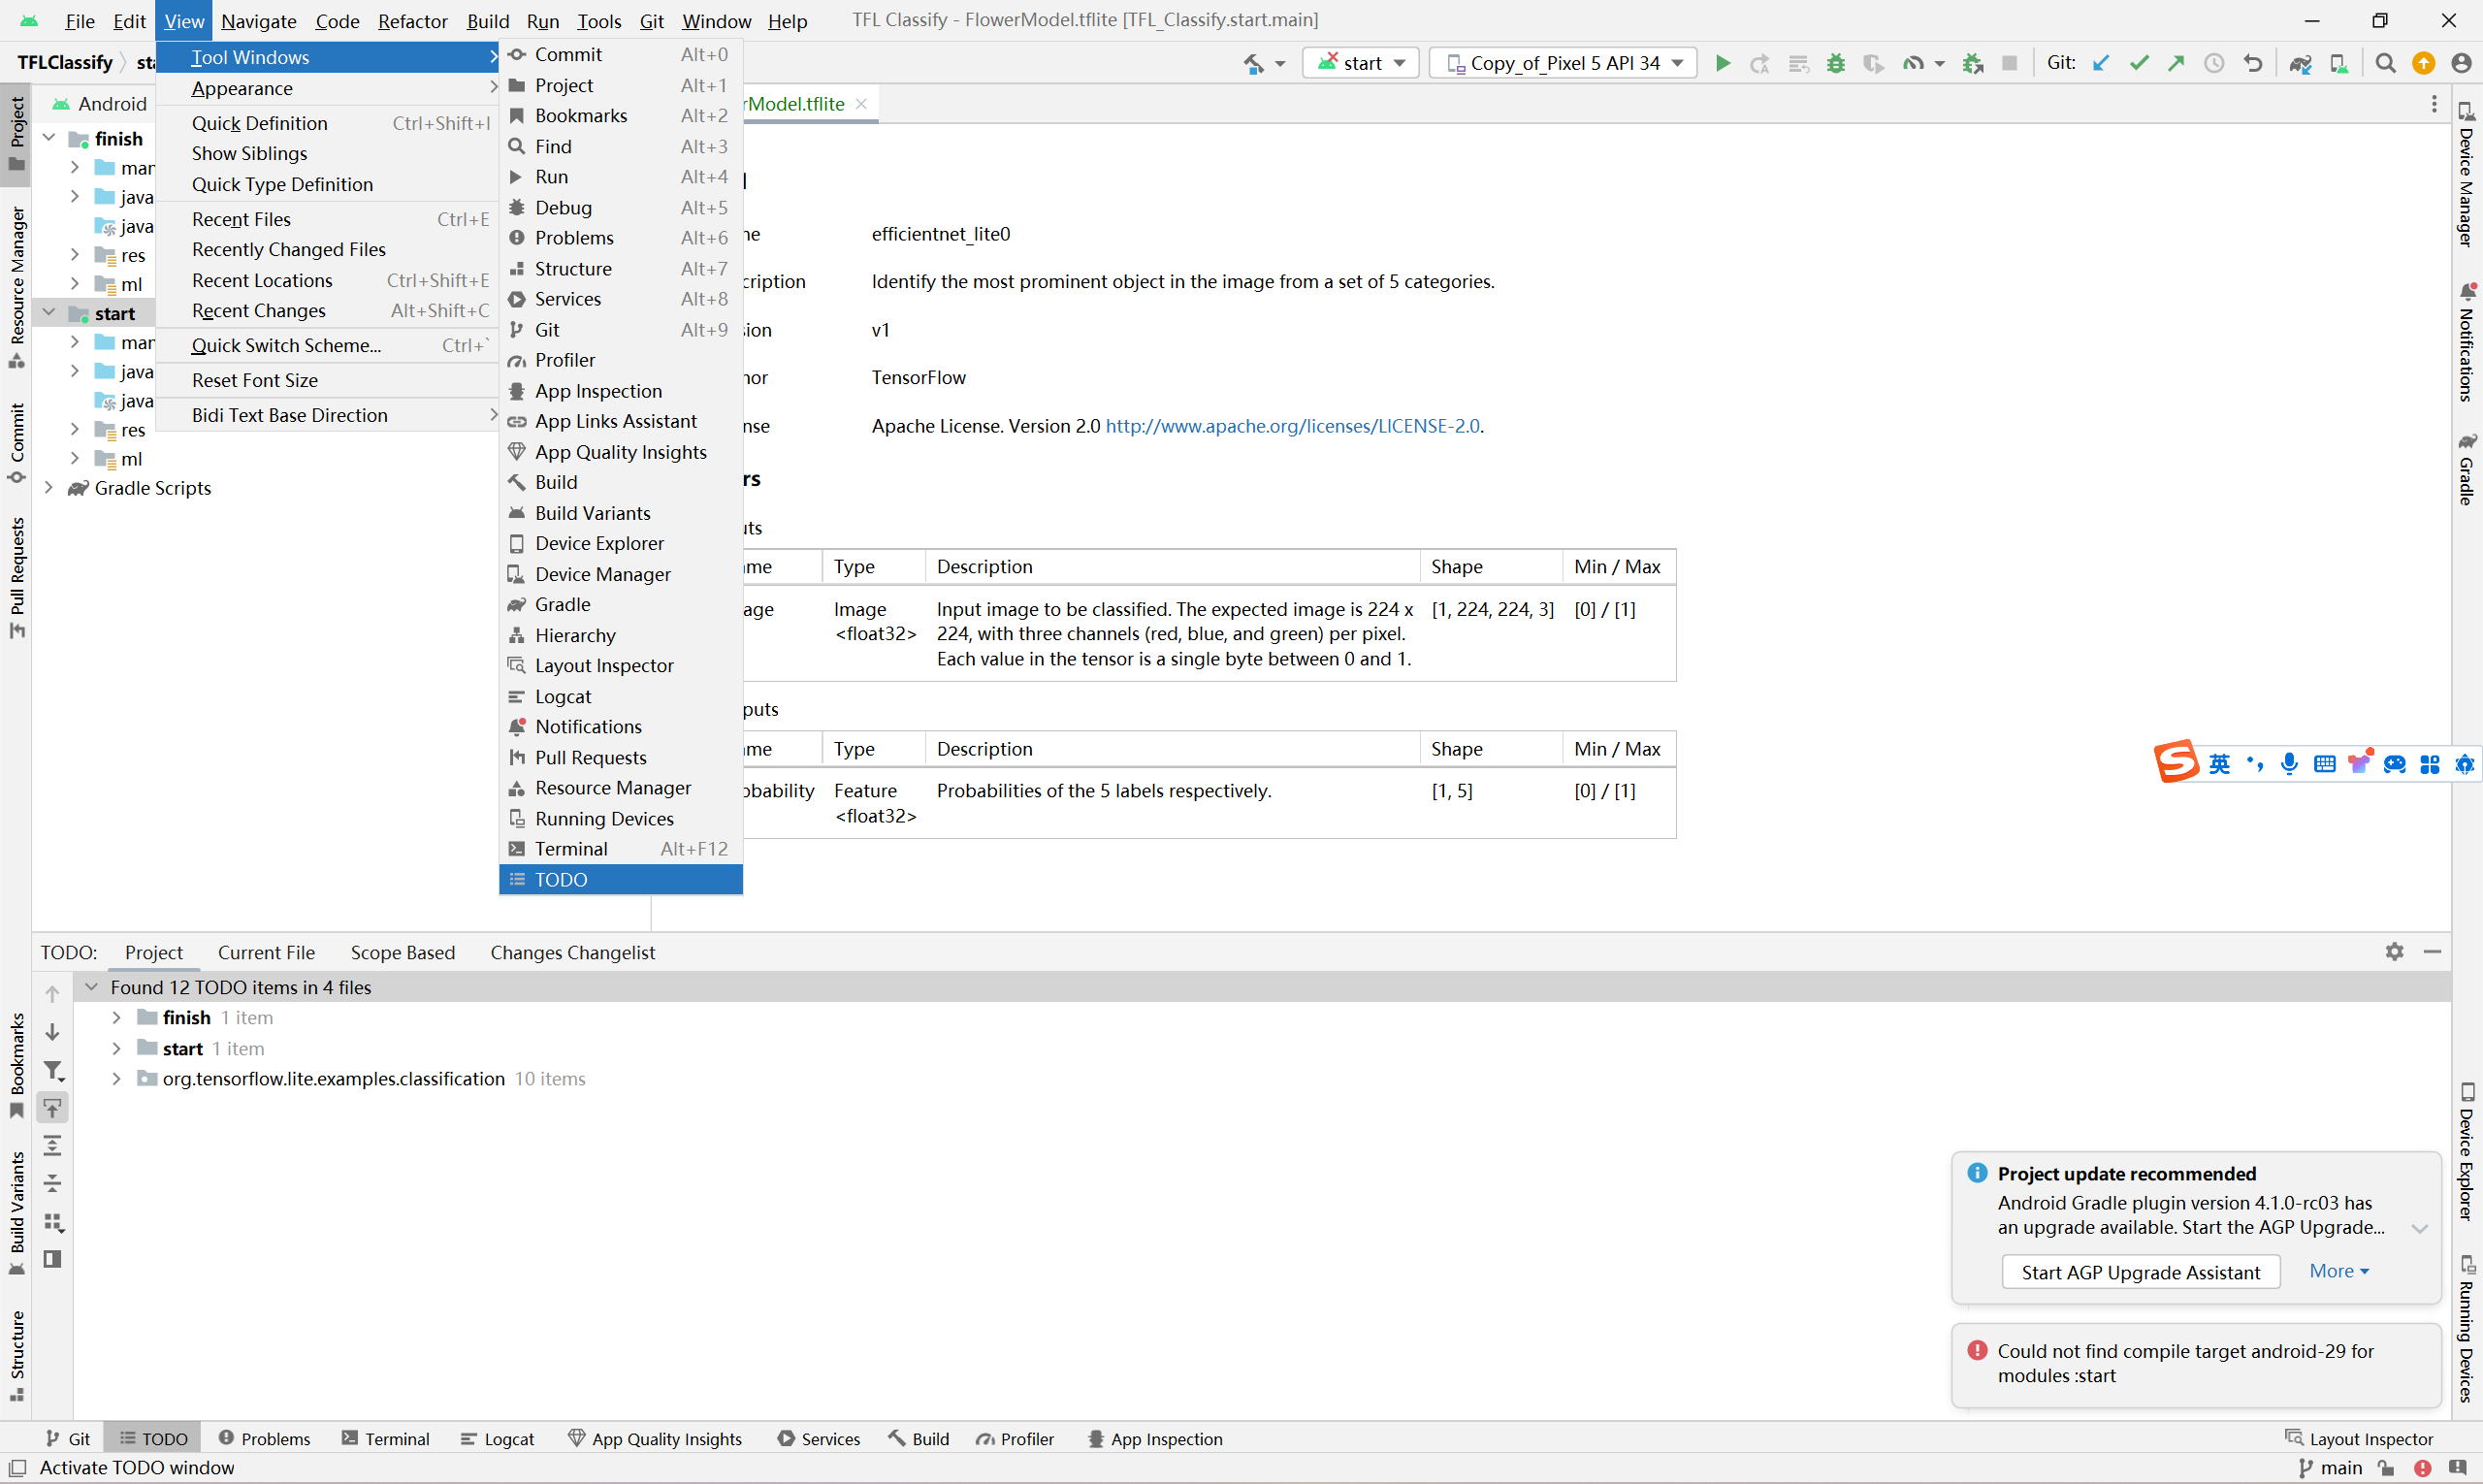 File Edit View Navigate Code Refactor Build Run Tools Git Window Help TFL Classify - FlowerModel.tflite [TFL_Classify.start.main]
TFLClassify start Copy_of_Pixel 5 API 34 Git:
Tool Windows
Appearance
Quick Definition Ctrl+Shift+I
Show Siblings
Quick Type Definition
Recent Files Ctrl+E
Recently Changed Files
Recent Locations Ctrl+Shift+E
Recent Changes Alt+Shift+C
Quick Switch Scheme... Ctrl+`
Reset Font Size
Bidi Text Base Direction
Commit Alt+0
Project Alt+1
Bookmarks Alt+2
Find Alt+3
Run Alt+4
Debug Alt+5
Problems Alt+6
Structure Alt+7
Services Alt+8
Git Alt+9
Profiler
App Inspection
App Links Assistant
App Quality Insights
Build
Build Variants
Device Explorer
Device Manager
Gradle
Hierarchy
Layout Inspector
Logcat
Notifications
Pull Requests
Resource Manager
Running Devices
Terminal Alt+F12
TODO
Project
Resource Manager
Commit
Pull Requests
Bookmarks
Build Variants
Structure
Android
finish
java
java
res
ml
start
java
java
res
ml
Gradle Scripts
rModel.tflite
efficientnet_lite0
cription Identify the most prominent object in the image from a set of 5 categories.
sion v1
TensorFlow
nse Apache License. Version 2.0 http://www.apache.org/licenses/LICENSE-2.0.
rs
uts
me Type Description Shape Min / Max
age Image Input image to be classified. The expected image is 224 x [1, 224, 224, 3] [0] / [1]
<float32> 224, with three channels (red, blue, and green) per pixel.
Each value in the tensor is a single byte between 0 and 1.
puts
me Type Description Shape Min / Max
obability Feature Probabilities of the 5 labels respectively. [1, 5] [0] / [1]
<float32>
英
Device Manager
Notifications
Gradle
Device Explorer
Running Devices
TODO: Project Current File Scope Based Changes Changelist
Found 12 TODO items in 4 files
finish 1 item
start 1 item
org.tensorflow.lite.examples.classification 10 items
Project update recommended
Android Gradle plugin version 4.1.0-rc03 has
an upgrade available. Start the AGP Upgrade...
Start AGP Upgrade Assistant More
Could not find compile target android-29 for
modules :start
Git TODO Problems Terminal Logcat App Quality Insights Services Build Profiler App Inspection Layout Inspector
Activate TODO window main